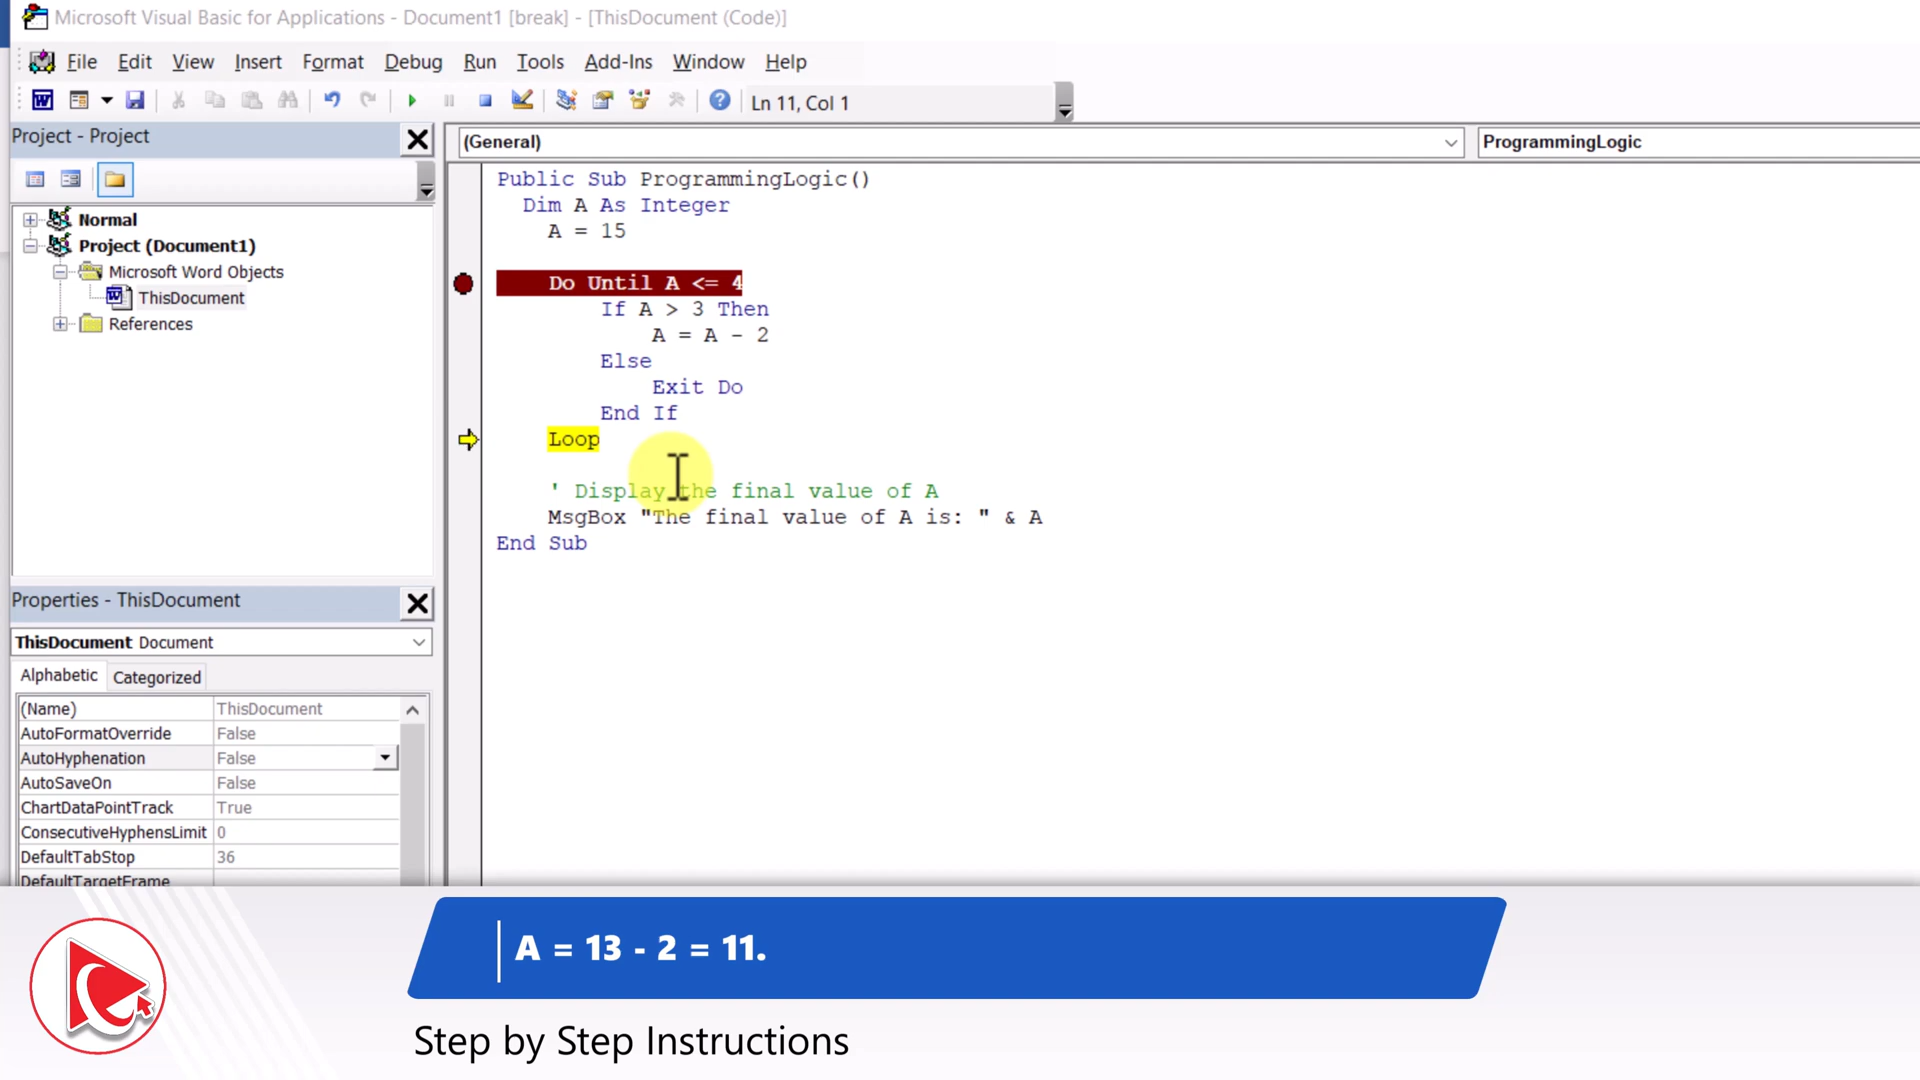 Microsoft Visual Basic for Applications - Document1 [break] - [ThisDocument (Code)]
File Edit View Insert Format Debug Run Tools Add-Ins Window Help
Ln 11, Col 1
Project - Project
Normal
Project (Document1)
Microsoft Word Objects
ThisDocument
References
(General)
ProgrammingLogic
Public Sub ProgrammingLogic()
Dim A As Integer
A = 15
Do Until A <= 4
If A > 3 Then
A = A - 2
Else
Exit Do
End If
Loop
' Display the final value of A
MsgBox "The final value of A is: " & A
End Sub
Properties - ThisDocument
ThisDocument Document
Alphabetic Categorized
(Name) ThisDocument
AutoFormatOverride False
AutoHyphenation False
AutoSaveOn False
ChartDataPointTrack True
ConsecutiveHyphensLimit 0
DefaultTabStop 36
DefaultTargetFrame
A = 13 - 2 = 11.
Step by Step Instructions